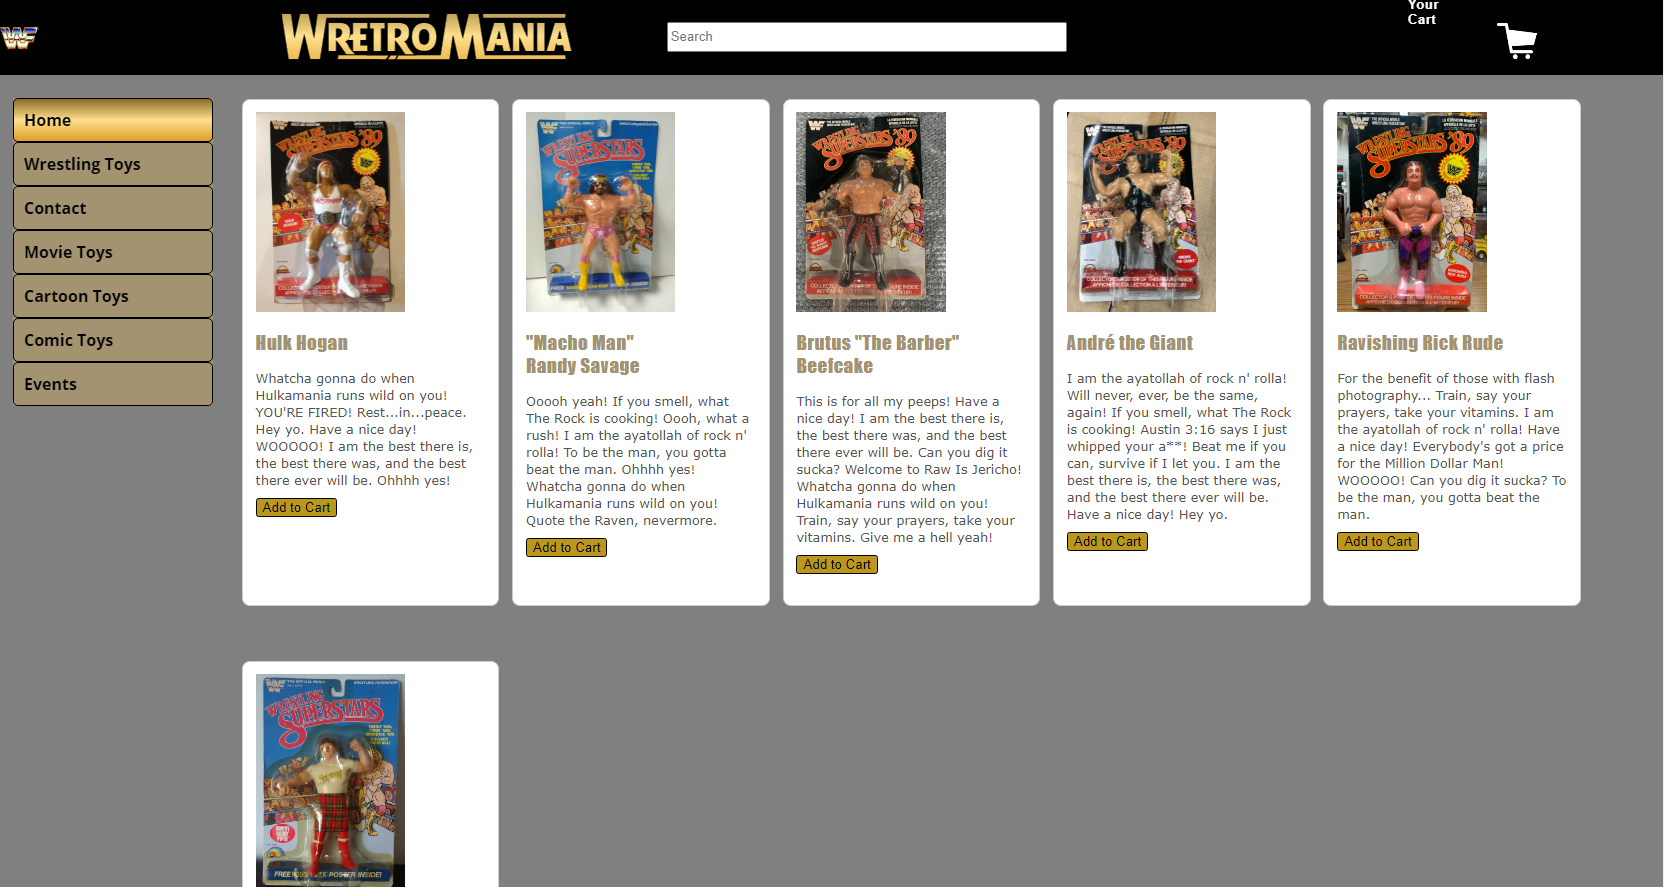 Your
Cart
WRETROMANIA
Search
Home
Wrestling Toys
Contact
Movie Toys
Cartoon Toys
Comic Toys
Events
WRESTLING
SUPERSTARS '89
Hulk Hogan
Whatcha gonna do when
Hulkamania runs wild on you!
YOU'RE FIRED! Rest...in...peace.
Hey yo. Have a nice day!
WOOOOO! I am the best there is,
the best there was, and the best
there ever will be. Ohhhh yes!
Add to Cart
WRESTLING
SUPERSTARS
"Macho Man"
Randy Savage
Ooooh yeah! If you smell, what
The Rock is cooking! Oooh, what a
rush! I am the ayatollah of rock n'
rolla! To be the man, you gotta
beat the man. Ohhhh yes!
Whatcha gonna do when
Hulkamania runs wild on you!
Quote the Raven, nevermore.
Add to Cart
WRESTLING
SUPERSTARS '89
Brutus "The Barber"
Beefcake
This is for all my peeps! Have a
nice day! I am the best there is,
the best there was, and the best
there ever will be. Can you dig it
sucka? Welcome to Raw Is Jericho!
Whatcha gonna do when
Hulkamania runs wild on you!
Train, say your prayers, take your
vitamins. Give me a hell yeah!
Add to Cart
WRESTLING
SUPERSTARS '89
André the Giant
I am the ayatollah of rock n' rolla!
Will never, ever, be the same,
again! If you smell, what The Rock
is cooking! Austin 3:16 says I just
whipped your a**! Beat me if you
can, survive if I let you. I am the
best there is, the best there was,
and the best there ever will be.
Have a nice day! Hey yo.
Add to Cart
WRESTLING
SUPERSTARS '89
Ravishing Rick Rude
For the benefit of those with flash
photography... Train, say your
prayers, take your vitamins. I am
the ayatollah of rock n' rolla! Have
a nice day! Everybody's got a price
for the Million Dollar Man!
WOOOOO! Can you dig it sucka? To
be the man, you gotta beat the
man.
Add to Cart
WRESTLING
SUPERSTARS